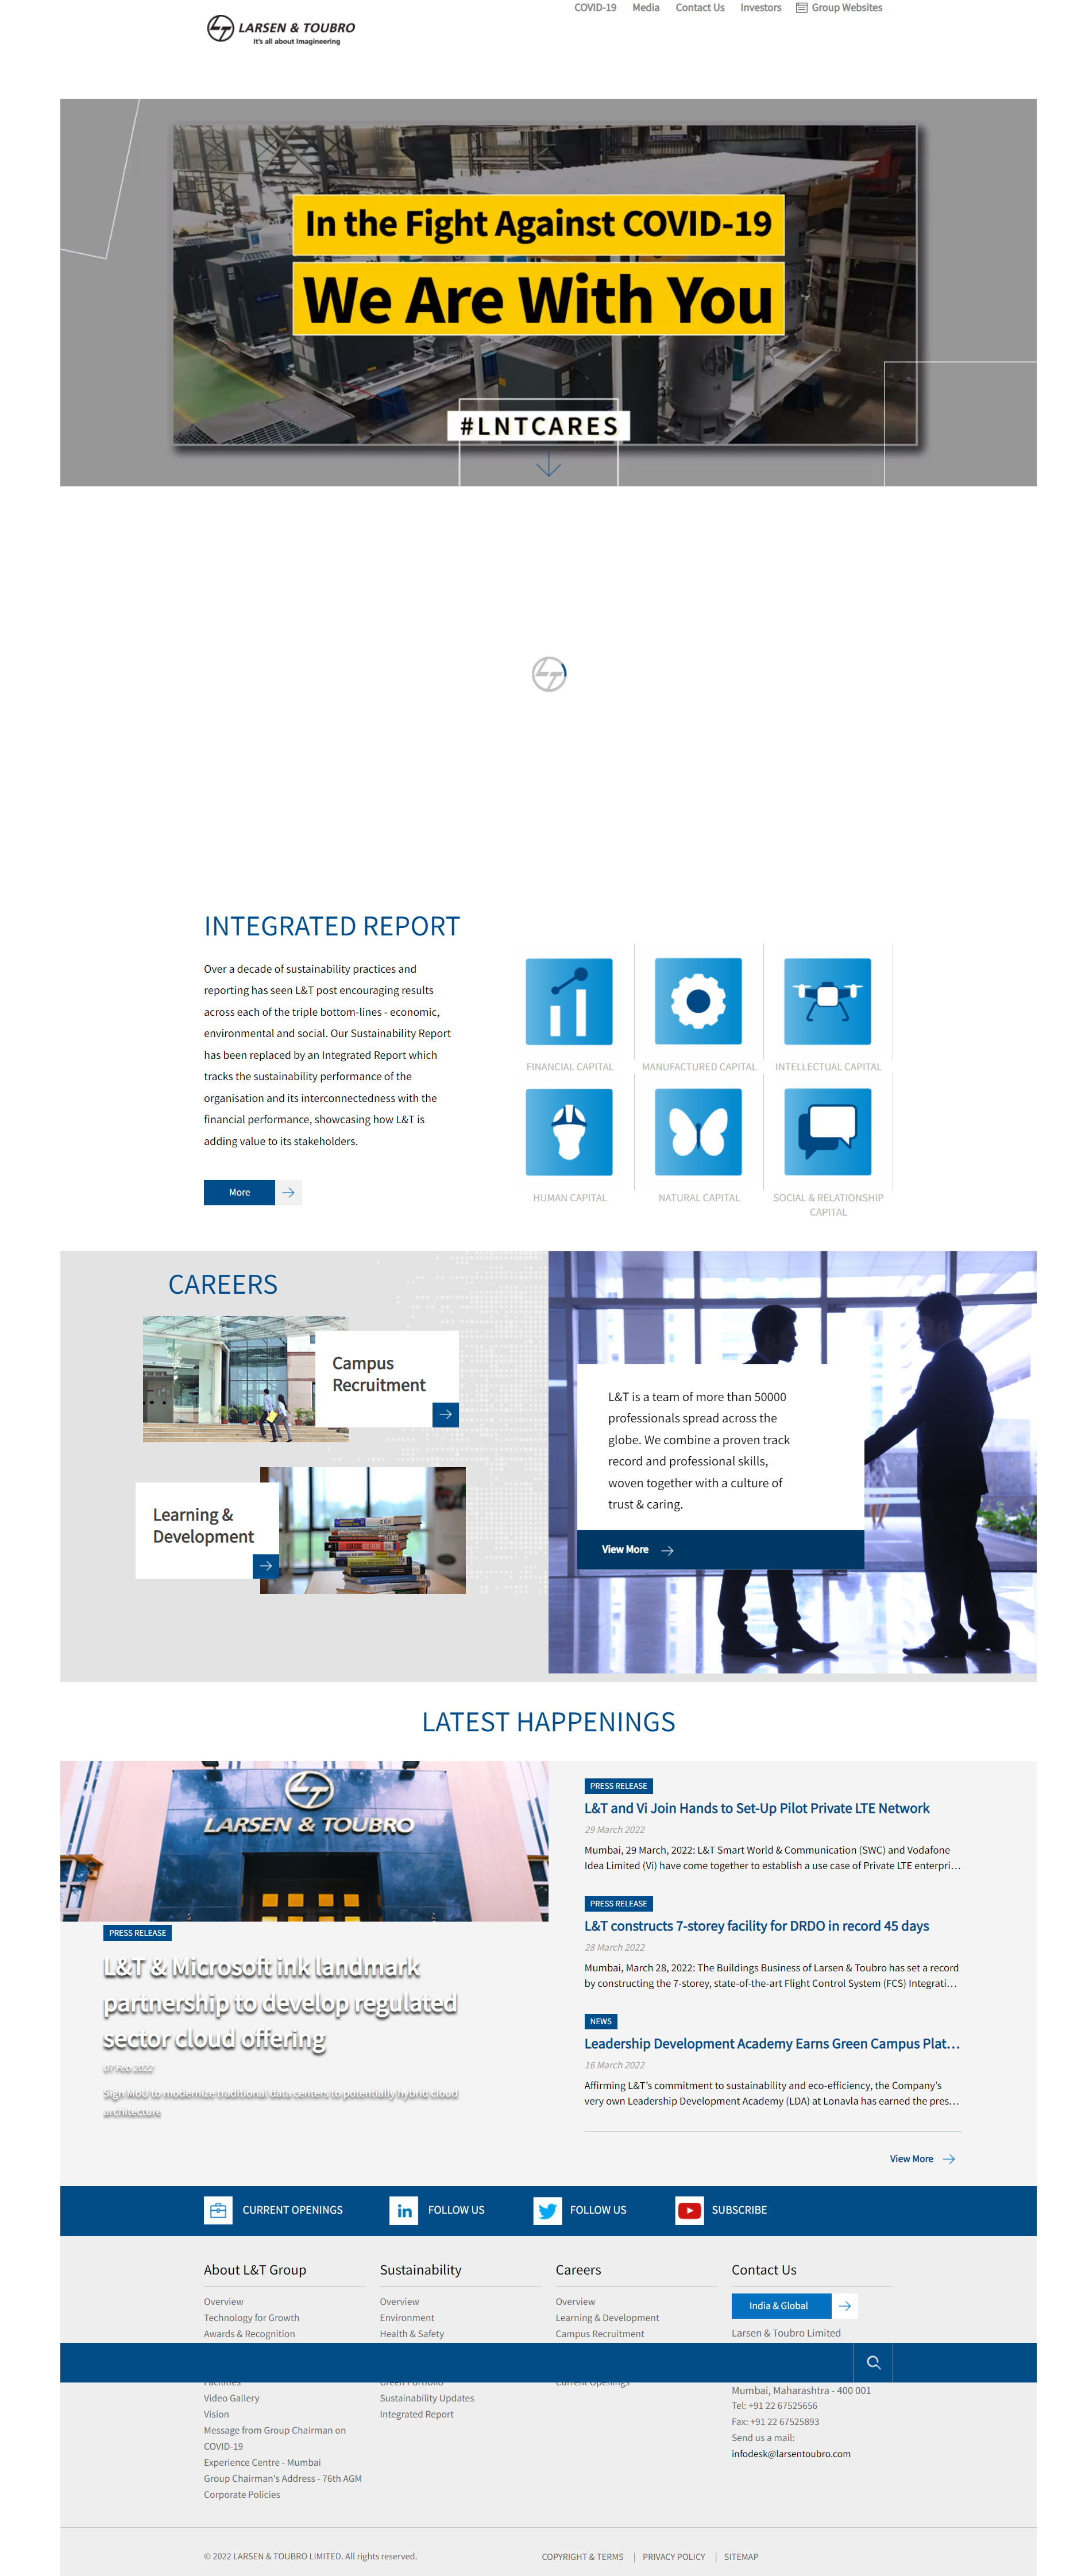 COVID-19 Media Contact Us Investors Group Websites
LARSEN & TOUBRO
It's all about Imagineering
In the Fight Against COVID-19
We Are With You
#LNTCARES
INTEGRATED REPORT
Over a decade of sustainability practices and
reporting has seen L&T post encouraging results
across each of the triple bottom-lines - economic,
environmental and social. Our Sustainability Report
has been replaced by an Integrated Report which
tracks the sustainability performance of the
organisation and its interconnectedness with the
financial performance, showcasing how L&T is
adding value to its stakeholders.
More
FINANCIAL CAPITAL MANUFACTURED CAPITAL INTELLECTUAL CAPITAL
HUMAN CAPITAL NATURAL CAPITAL SOCIAL & RELATIONSHIP
CAPITAL
CAREERS
Campus
Recruitment
Learning &
Development
L&T is a team of more than 50000
professionals spread across the
globe. We combine a proven track
record and professional skills,
woven together with a culture of
trust & caring.
View More
LATEST HAPPENINGS
LARSEN & TOUBRO
PRESS RELEASE
L&T & Microsoft ink landmark
partnership to develop regulated
sector cloud offering
07 Feb 2022
Sign MoU to modernize traditional data centers to potentially hybrid cloud
architecture
PRESS RELEASE
L&T and Vi Join Hands to Set-Up Pilot Private LTE Network
29 March 2022
Mumbai, 29 March, 2022: L&T Smart World & Communication (SWC) and Vodafone
Idea Limited (Vi) have come together to establish a use case of Private LTE enterpri...
PRESS RELEASE
L&T constructs 7-storey facility for DRDO in record 45 days
28 March 2022
Mumbai, March 28, 2022: The Buildings Business of Larsen & Toubro has set a record
by constructing the 7-storey, state-of-the-art Flight Control System (FCS) Integrati...
NEWS
Leadership Development Academy Earns Green Campus Plat...
16 March 2022
Affirming L&T's commitment to sustainability and eco-efficiency, the Company's
very own Leadership Development Academy (LDA) at Lonavla has earned the pres...
View More
CURRENT OPENINGS FOLLOW US FOLLOW US SUBSCRIBE
About L&T Group
Overview
Technology for Growth
Awards & Recognition
Facilities
Video Gallery
Vision
Message from Group Chairman on
COVID-19
Experience Centre - Mumbai
Group Chairman's Address - 76th AGM
Corporate Policies
Sustainability
Overview
Environment
Health & Safety
Green Portfolio
Sustainability Updates
Integrated Report
Careers
Overview
Learning & Development
Campus Recruitment
Current Openings
Contact Us
India & Global
Larsen & Toubro Limited
Mumbai, Maharashtra - 400 001
Tel: +91 22 67525656
Fax: +91 22 67525893
Send us a mail:
infodesk@larsentoubro.com
© 2022 LARSEN & TOUBRO LIMITED. All rights reserved.
COPYRIGHT & TERMS | PRIVACY POLICY | SITEMAP